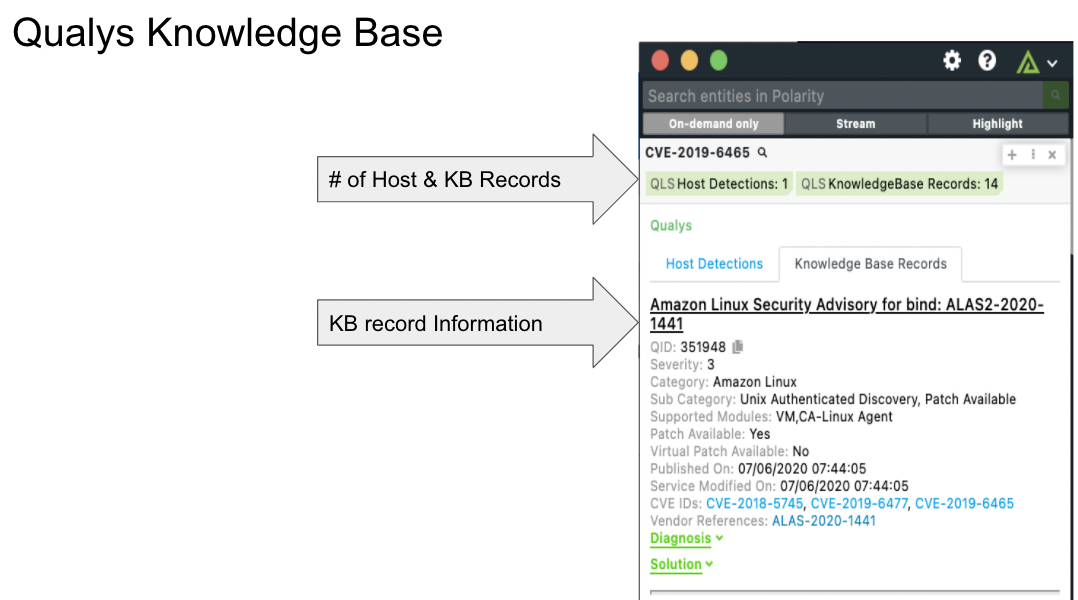 Qualys Knowledge Base
Search entities in Polarity
On-demand only Stream Highlight
CVE-2019-6465
# of Host & KB Records
QLS Host Detections: 1 QLS KnowledgeBase Records: 14
Qualys
Host Detections Knowledge Base Records
Amazon Linux Security Advisory for bind: ALAS2-2020-
1441
KB record Information
QID: 351948
Severity: 3
Category: Amazon Linux
Sub Category: Unix Authenticated Discovery, Patch Available
Supported Modules: VM,CA-Linux Agent
Patch Available: Yes
Virtual Patch Available: No
Published On: 07/06/2020 07:44:05
Service Modified On: 07/06/2020 07:44:05
CVE IDs: CVE-2018-5745, CVE-2019-6477, CVE-2019-6465
Vendor References: ALAS-2020-1441
Diagnosis
Solution